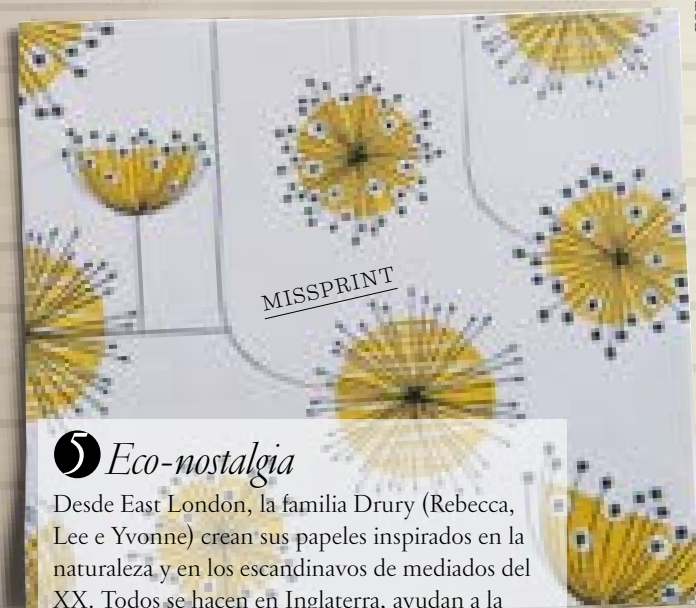 MISSPRINT
5 Eco-nostalgia
Desde East London, la familia Drury (Rebecca,
Lee e Yvonne) crean sus papeles inspirados en la
naturaleza y en los escandinavos de mediados del
XX. Todos se hacen en Inglaterra, ayudan a la